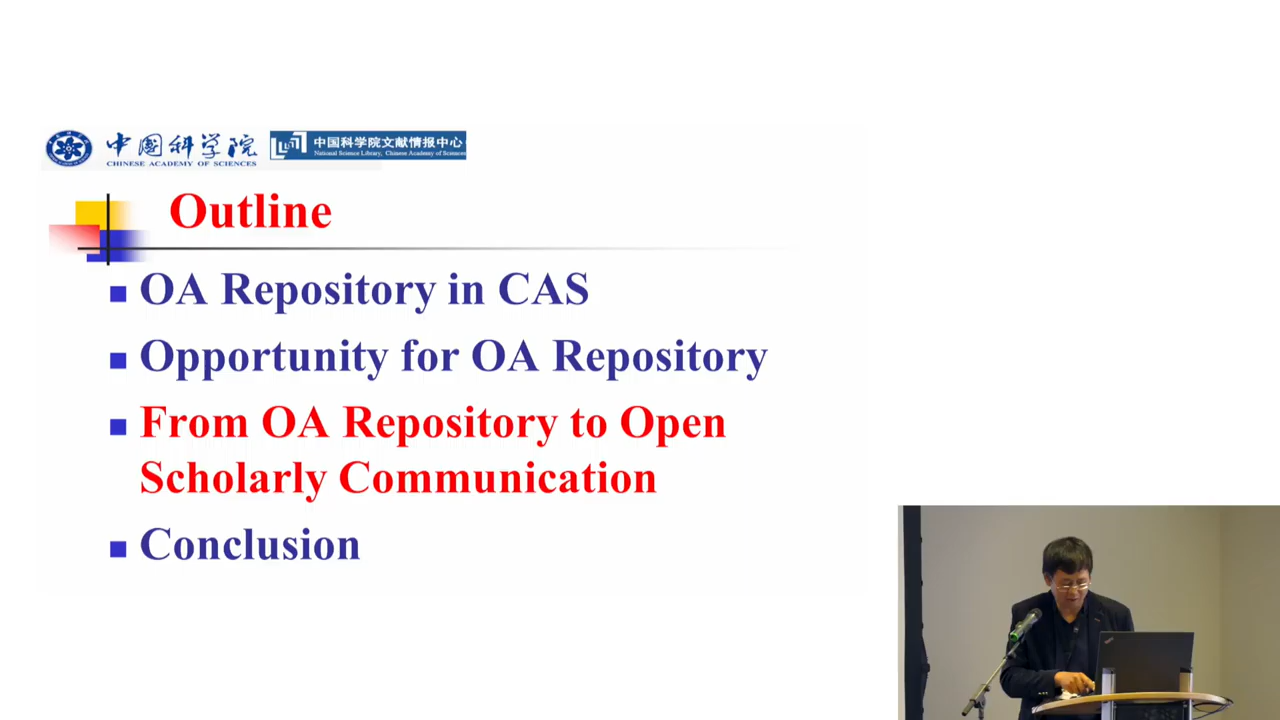 中国科学院
CHINESE ACADEMY OF SCIENCES
中国科学院文献情报中心
National Science Library, Chinese Academy of Sciences
Outline
OA Repository in CAS
Opportunity for OA Repository
From OA Repository to Open
Scholarly Communication
Conclusion